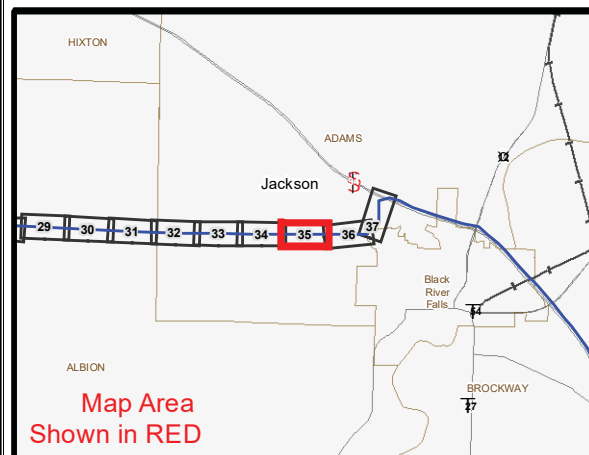 HIXTON
ADAMS
12
Jackson
29 30 31 32 33 34 35 36 37
Black
River
Falls
54
ALBION
BROCKWAY
27
Map Area
Shown in RED